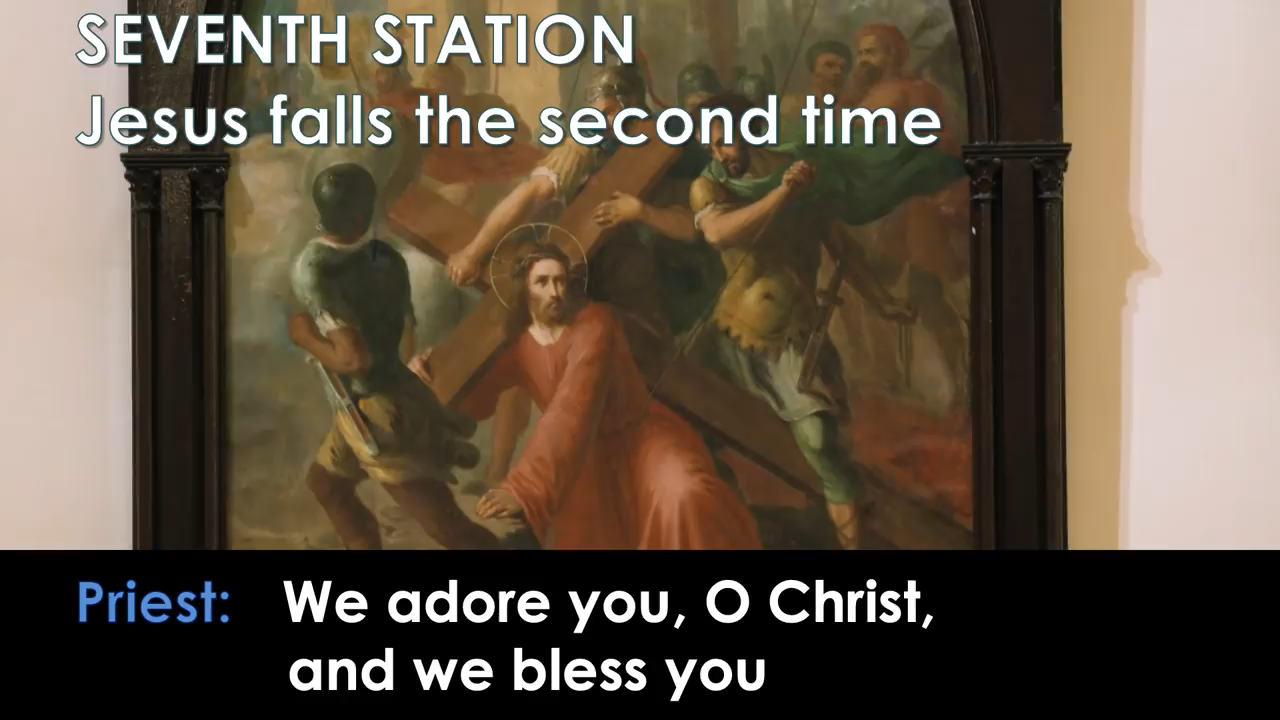 SEVENTH STATION
Jesus falls the second time
Priest: We adore you, O Christ,
and we bless you